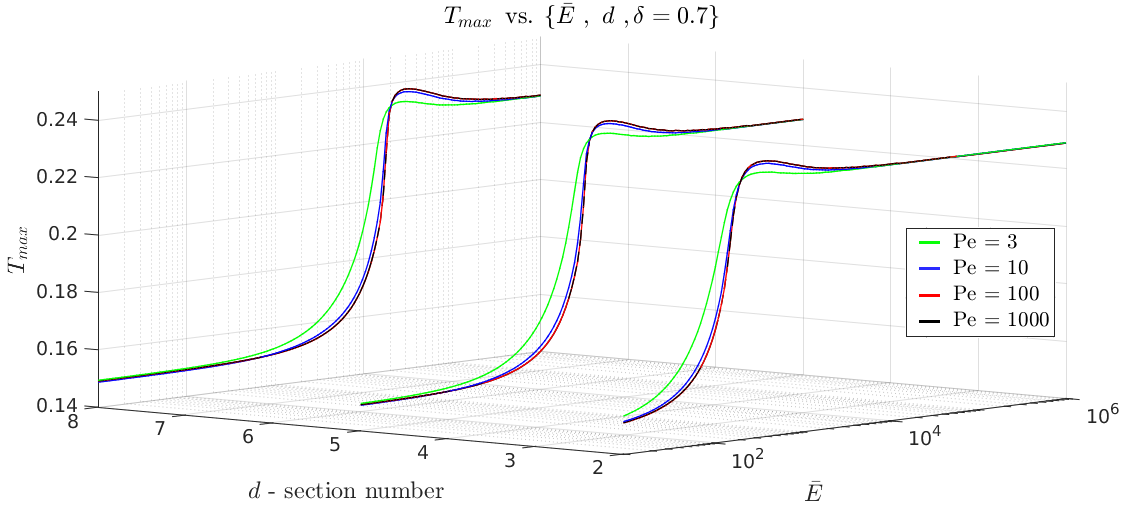 T_max vs. {Ē , d , δ = 0.7}
0.24
0.22
0.2
0.18
0.16
0.14
T_max
8
7
6
5
4
3
2
d - section number
10^2
10^4
10^6
Ē
Pe = 3
Pe = 10
Pe = 100
Pe = 1000